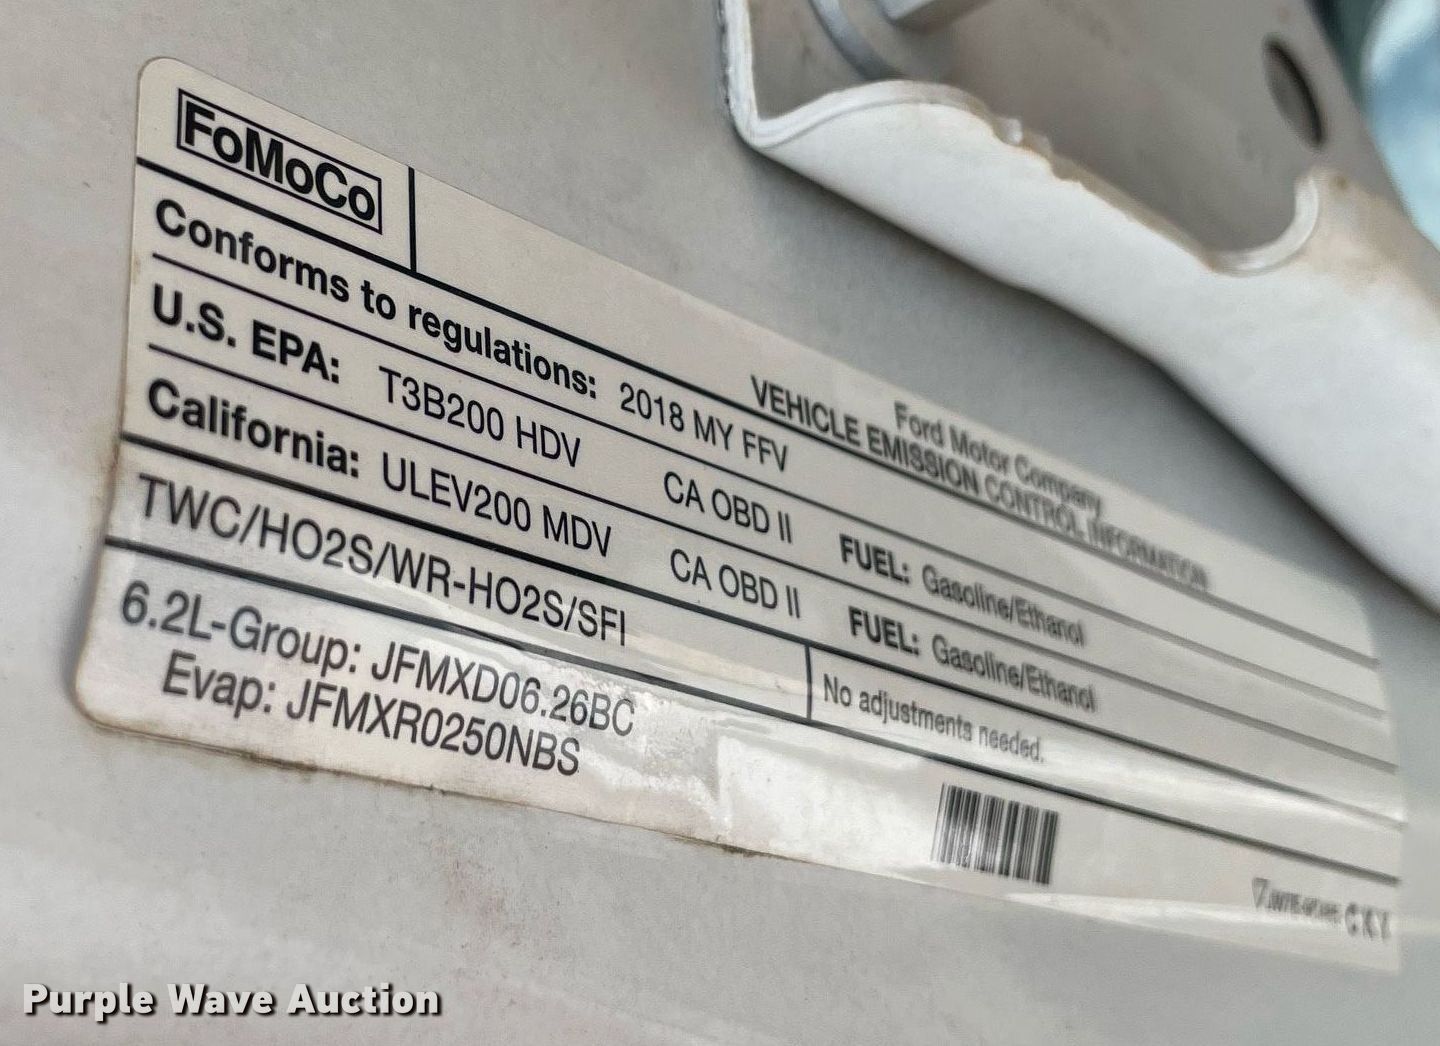 FoMoCo
Ford Motor Company
VEHICLE EMISSION CONTROL INFORMATION
Conforms to regulations: 2018 MY FFV
U.S. EPA: T3B200 HDV CA OBD II FUEL: Gasoline/Ethanol
California: ULEV200 MDV CA OBD II FUEL: Gasoline/Ethanol
TWC/HO2S/WR-HO2S/SFI No adjustments needed.
6.2L-Group: JFMXD06.26BC
Evap: JFMXR0250NBS
Purple Wave Auction